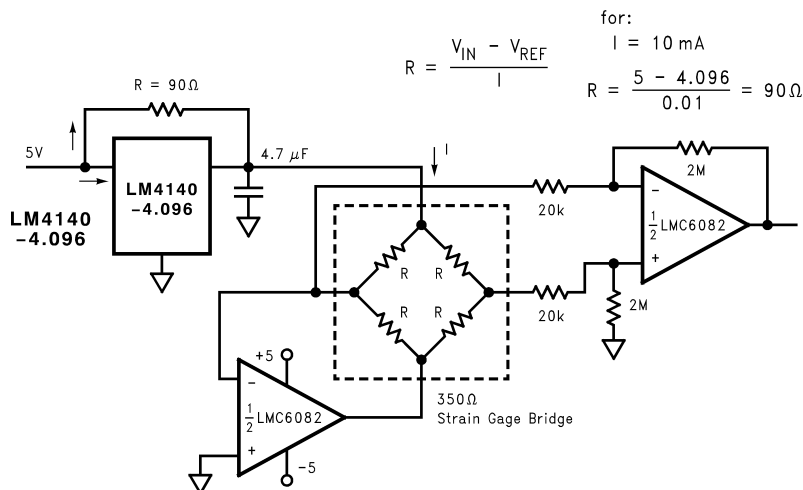 for:
I = 10 mA
R = (V_IN − V_REF) / I
R = (5 − 4.096) / 0.01 = 90Ω
R = 90Ω
5V
4.7 µF
I
LM4140
−4.096
LM4140
−4.096
20k
2M
−
+
1/2 LMC6082
R R
R R
20k
2M
+5
−
+
1/2 LMC6082
−5
350Ω
Strain Gage Bridge